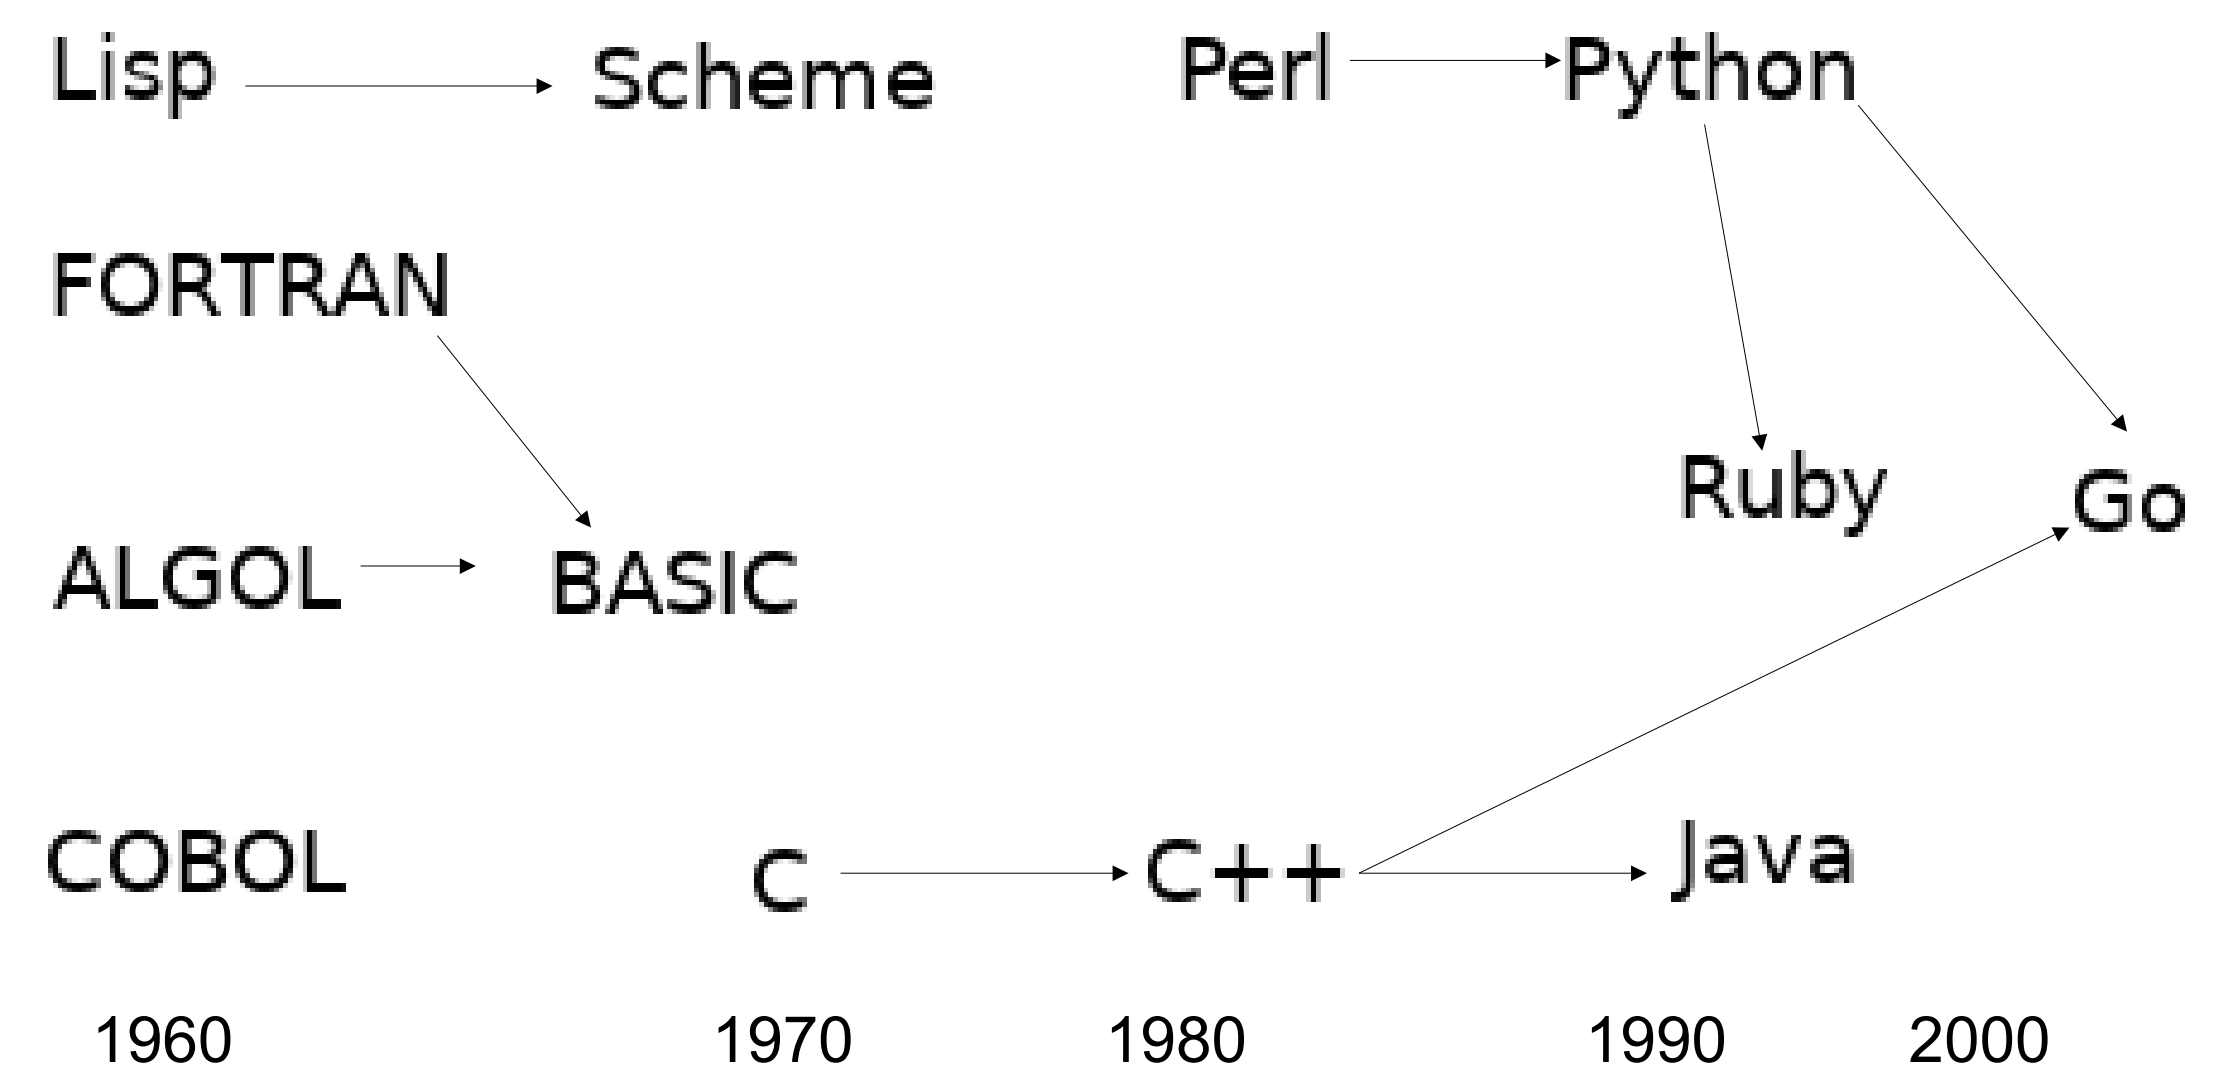 Lisp
Scheme
Perl
Python
FORTRAN
Ruby
Go
ALGOL
BASIC
COBOL
C
C++
Java
1960
1970
1980
1990
2000